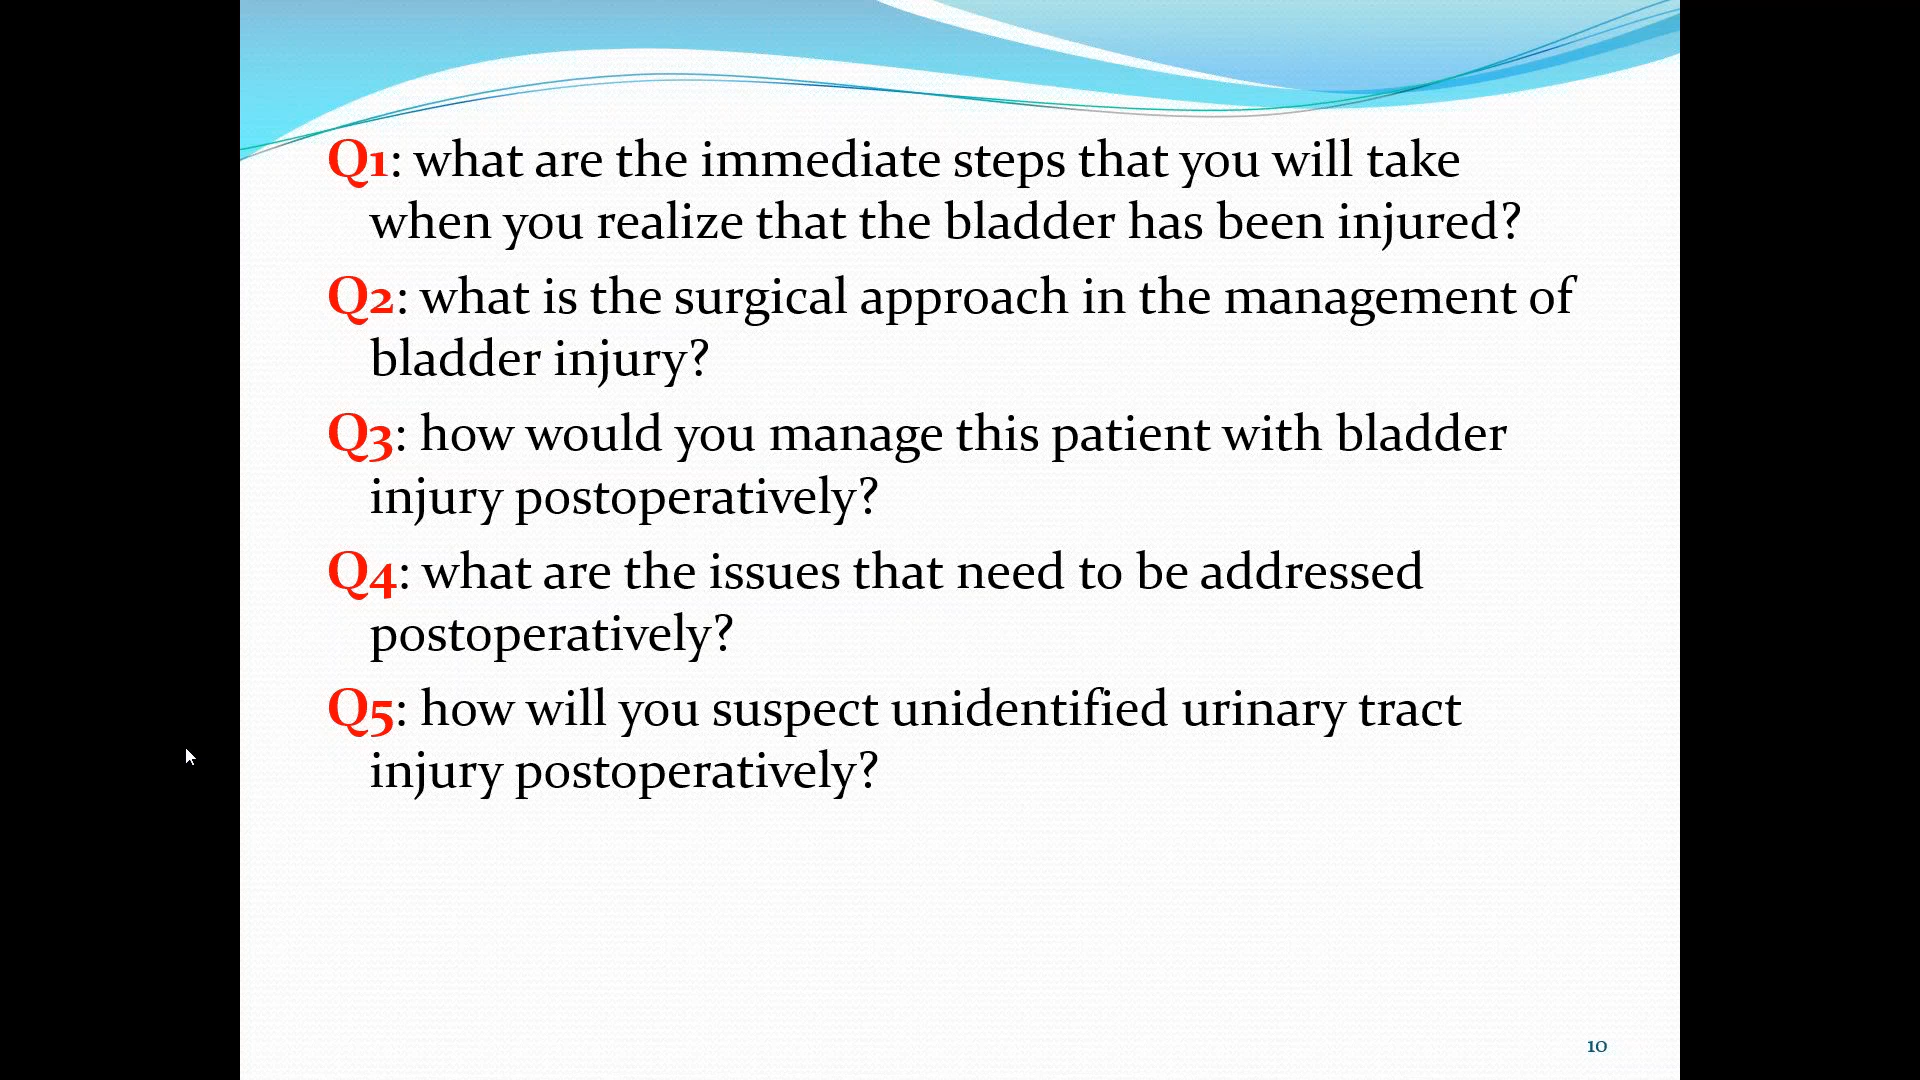 Q1: what are the immediate steps that you will take
when you realize that the bladder has been injured?
Q2: what is the surgical approach in the management of
bladder injury?
Q3: how would you manage this patient with bladder
injury postoperatively?
Q4: what are the issues that need to be addressed
postoperatively?
Q5: how will you suspect unidentified urinary tract
injury postoperatively?
10